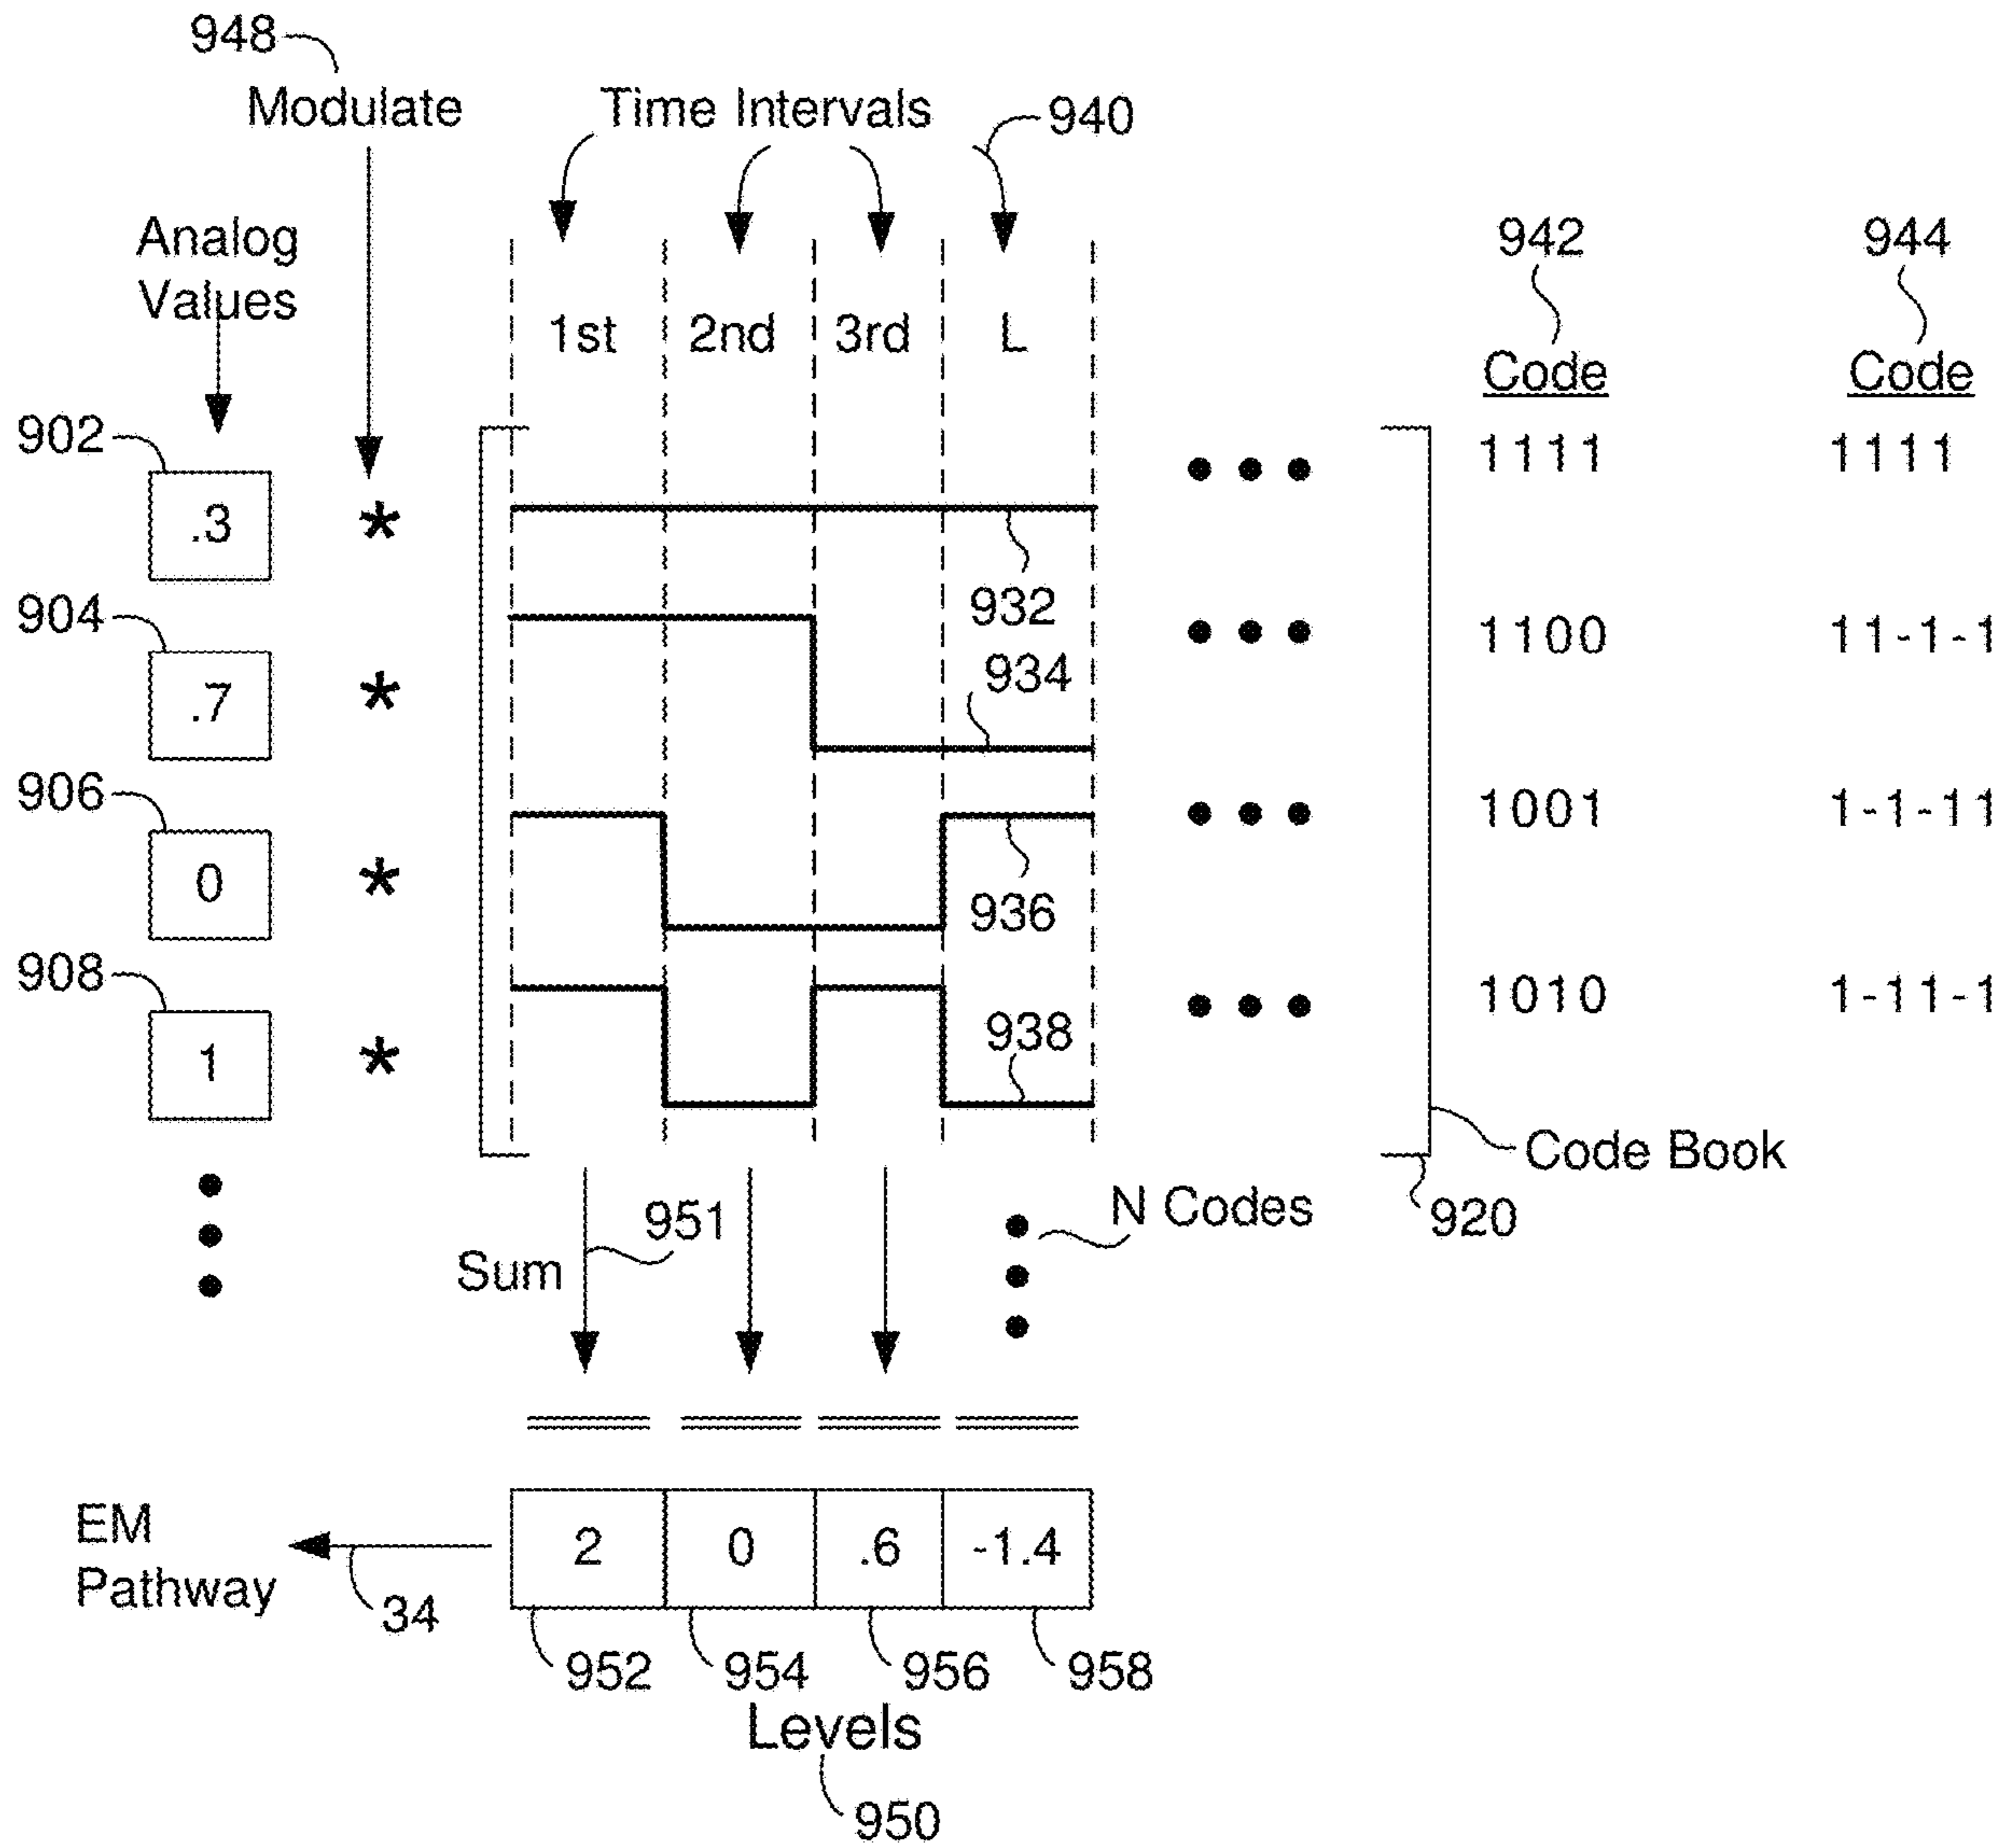 948
Modulate
Time Intervals
940
Analog
Values
942
944
1st 2nd 3rd L
Code
Code
902
.3
*
932
1111
1111
904
.7
*
934
1100
11-1-1
906
0
*
936
1001
1-1-11
908
1
*
938
1010
1-11-1
Code Book
920
N Codes
951
Sum
EM
Pathway
34
2 0 .6 -1.4
952 954 956 958
Levels
950